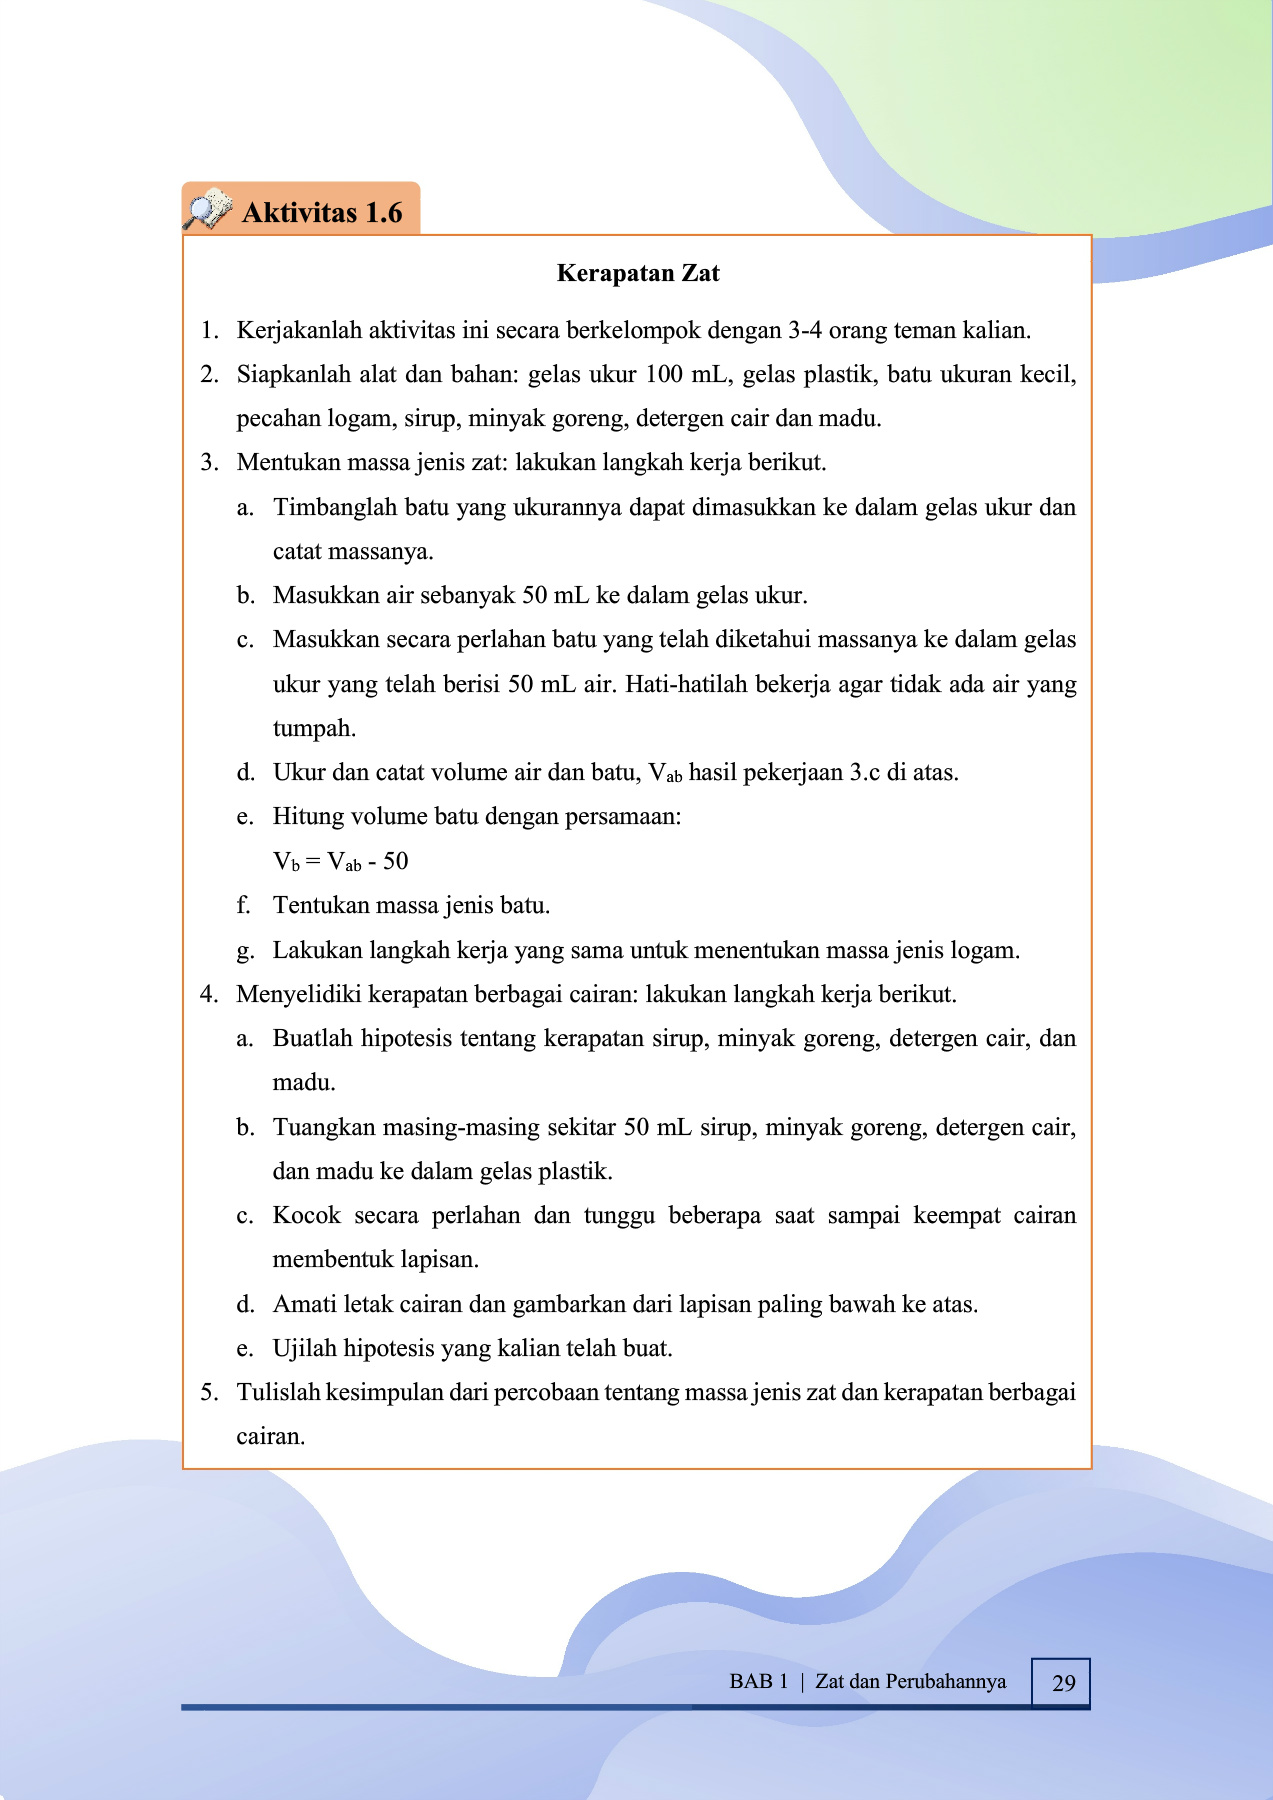 Aktivitas 1.6
Kerapatan Zat
1. Kerjakanlah aktivitas ini secara berkelompok dengan 3-4 orang teman kalian.
2. Siapkanlah alat dan bahan: gelas ukur 100 mL, gelas plastik, batu ukuran kecil,
pecahan logam, sirup, minyak goreng, detergen cair dan madu.
3. Mentukan massa jenis zat: lakukan langkah kerja berikut.
a. Timbanglah batu yang ukurannya dapat dimasukkan ke dalam gelas ukur dan
catat massanya.
b. Masukkan air sebanyak 50 mL ke dalam gelas ukur.
c. Masukkan secara perlahan batu yang telah diketahui massanya ke dalam gelas
ukur yang telah berisi 50 mL air. Hati-hatilah bekerja agar tidak ada air yang
tumpah.
d. Ukur dan catat volume air dan batu, Vab hasil pekerjaan 3.c di atas.
e. Hitung volume batu dengan persamaan:
Vb = Vab - 50
f. Tentukan massa jenis batu.
g. Lakukan langkah kerja yang sama untuk menentukan massa jenis logam.
4. Menyelidiki kerapatan berbagai cairan: lakukan langkah kerja berikut.
a. Buatlah hipotesis tentang kerapatan sirup, minyak goreng, detergen cair, dan
madu.
b. Tuangkan masing-masing sekitar 50 mL sirup, minyak goreng, detergen cair,
dan madu ke dalam gelas plastik.
c. Kocok secara perlahan dan tunggu beberapa saat sampai keempat cairan
membentuk lapisan.
d. Amati letak cairan dan gambarkan dari lapisan paling bawah ke atas.
e. Ujilah hipotesis yang kalian telah buat.
5. Tulislah kesimpulan dari percobaan tentang massa jenis zat dan kerapatan berbagai
cairan.
BAB 1 | Zat dan Perubahannya 29